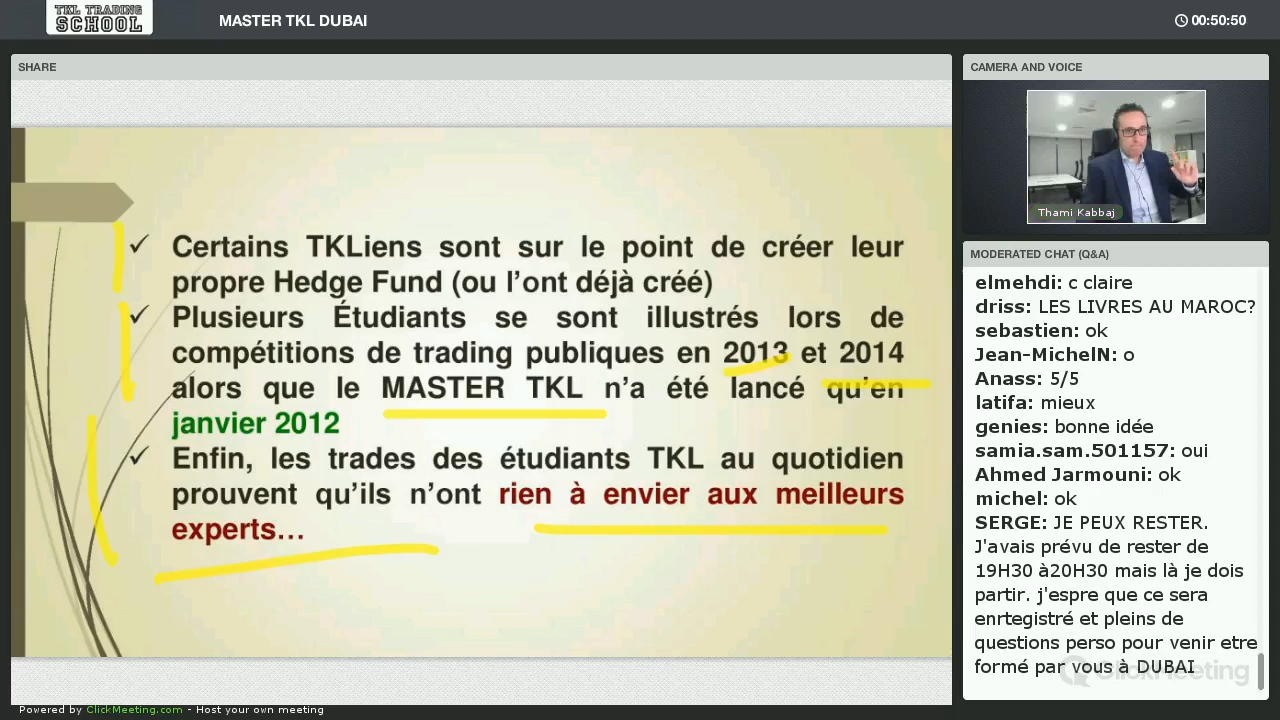 TKL TRADING
SCHOOL
MASTER TKL DUBAI
00:50:50
SHARE
CAMERA AND VOICE
Certains TKLiens sont sur le point de créer leur
propre Hedge Fund (ou l'ont déjà créé)
Plusieurs Étudiants se sont illustrés lors de
compétitions de trading publiques en 2013 et 2014
alors que le MASTER TKL n'a été lancé qu'en
janvier 2012
Enfin, les trades des étudiants TKL au quotidien
prouvent qu'ils n'ont rien à envier aux meilleurs
experts…
Thami Kabbaj
MODERATED CHAT (Q&A)
elmehdi: c claire
driss: LES LIVRES AU MAROC?
sebastien: ok
Jean-MichelN: o
Anass: 5/5
latifa: mieux
genies: bonne idée
samia.sam.501157: oui
Ahmed Jarmouni: ok
michel: ok
SERGE: JE PEUX RESTER.
J'avais prévu de rester de
19H30 à20H30 mais là je dois
partir. j'espre que ce sera
enrtegistré et pleins de
questions perso pour venir etre
formé par vous à DUBAI
ClickMeeting
Powered by ClickMeeting.com - Host your own meeting